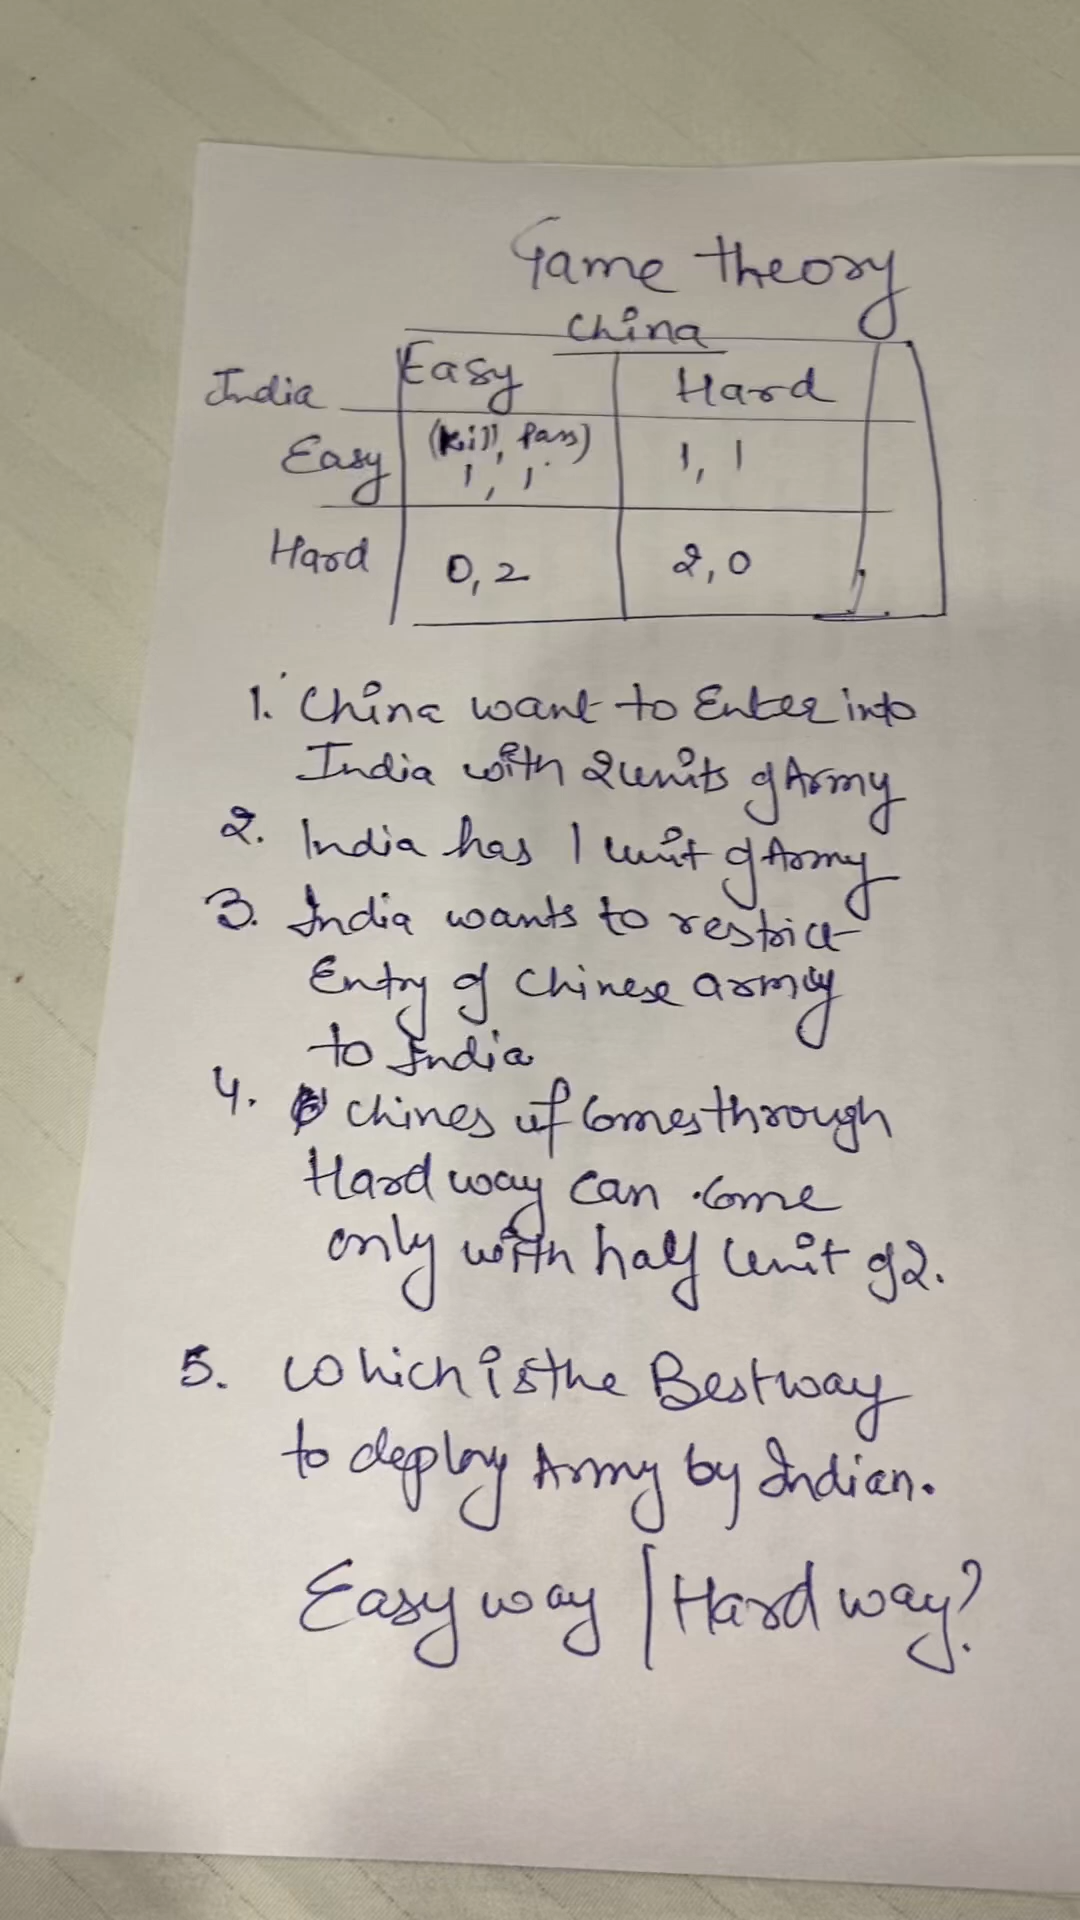 Game theory
China
India Easy Hard
Easy (Kill, Pass) 1, 1 1, 1
Hard 0, 2 2, 0
1. China want to Enter into
India with 2 units of Army
2. India has 1 unit of Army
3. India wants to restrict
Entry of Chinese army
to India
4. Chines if Comes through
Hard way can come
only with half Unit of 2.
5. Which is the Best way
to deploy Army by Indian.
Easy way | Hard way?